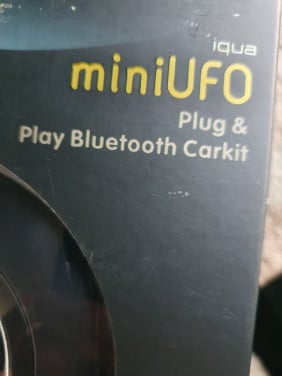 iqua
miniUFO
Plug &
Play Bluetooth Carkit